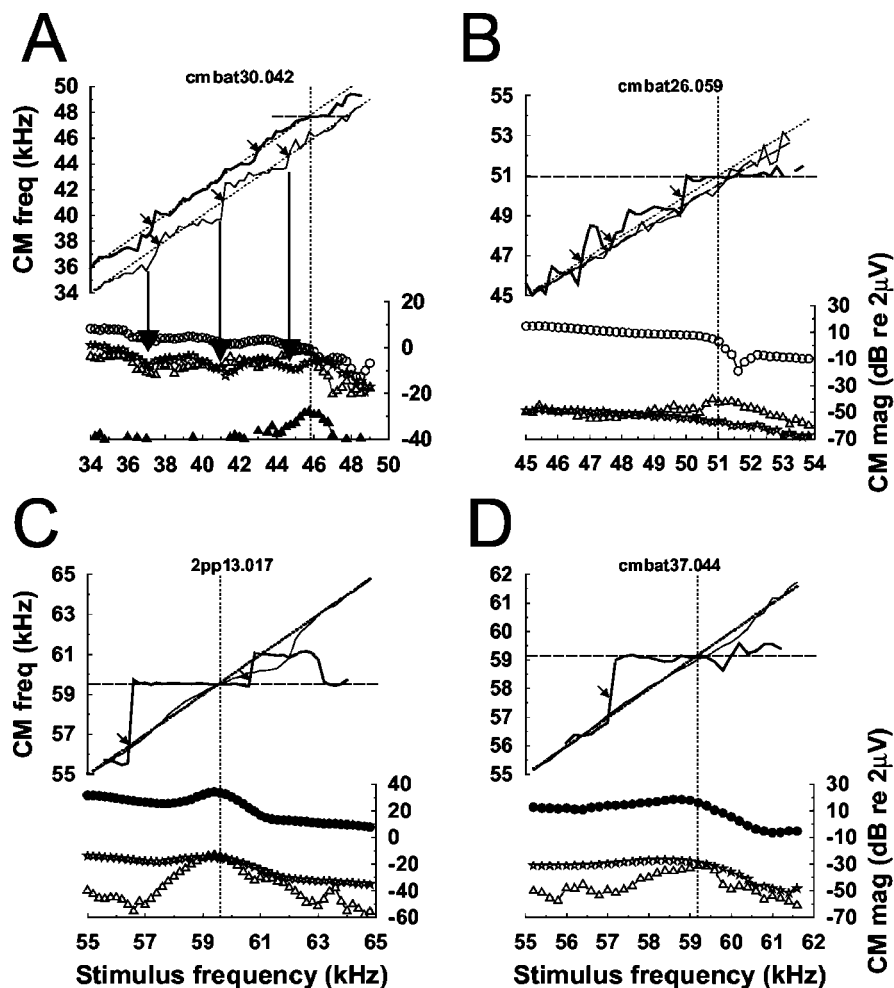 A
B
cmbat30.042
cmbat26.059
CM freq (kHz)
50
48
46
44
42
40
38
36
34
20
0
-20
-40
34 36 38 40 42 44 46 48 50
55
53
51
49
47
45
30
10
-10
-30
-50
-70
CM mag (dB re 2µV)
45 46 47 48 49 50 51 52 53 54
C
D
2pp13.017
cmbat37.044
CM freq (kHz)
65
63
61
59
57
55
40
20
0
-20
-40
-60
55 57 59 61 63 65
Stimulus frequency (kHz)
62
61
60
59
58
57
56
55
30
10
-10
-30
-50
-70
CM mag (dB re 2µV)
55 56 57 58 59 60 61 62
Stimulus frequency (kHz)